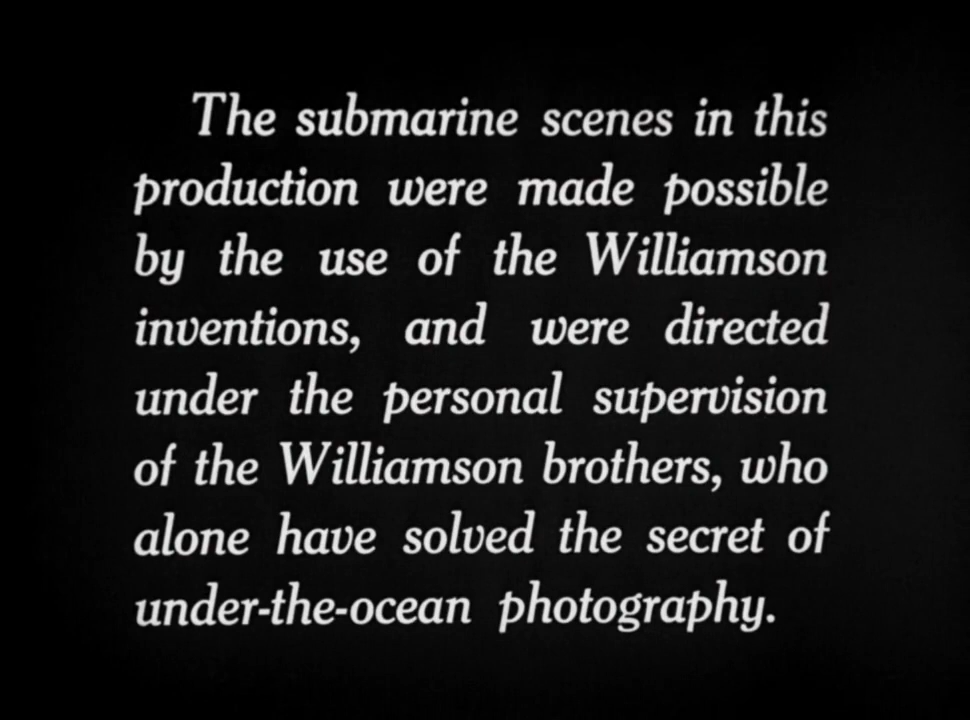 The submarine scenes in this
production were made possible
by the use of the Williamson
inventions, and were directed
under the personal supervision
of the Williamson brothers, who
alone have solved the secret of
under-the-ocean photography.